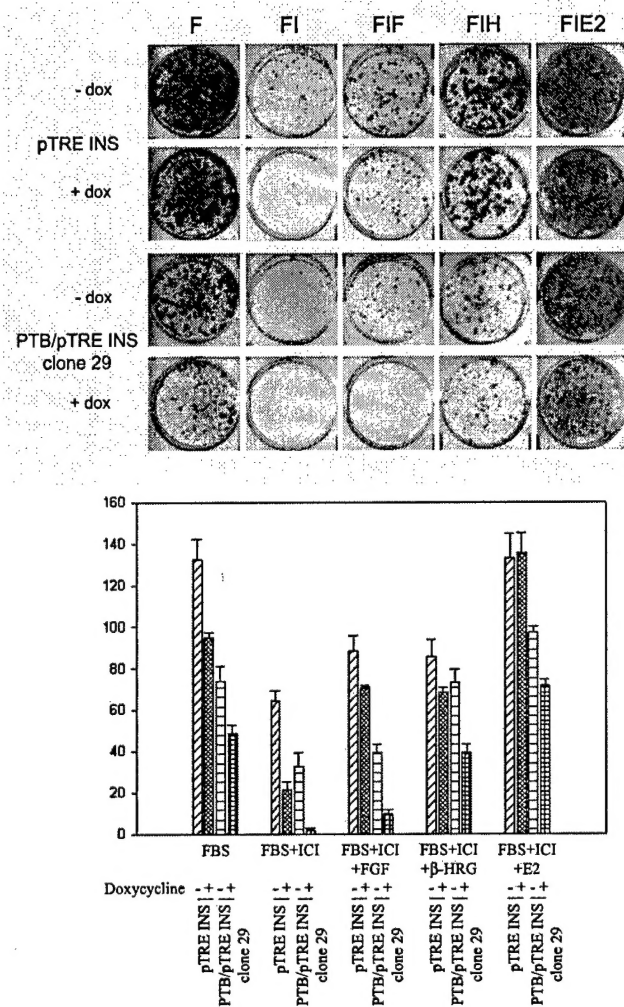 F FI FIF FIH FIE2
- dox
pTRE INS
+ dox
- dox
PTB/pTRE INS
clone 29
+ dox
160
140
120
100
80
60
40
20
0
FBS FBS+ICI FBS+ICI FBS+ICI FBS+ICI
+FGF +β-HRG +E2
Doxycycline - + - + - + - + - + - + - + - + - + - +
pTRE INS
PTB/pTRE INS
clone 29
pTRE INS
PTB/pTRE INS
clone 29
pTRE INS
PTB/pTRE INS
clone 29
pTRE INS
PTB/pTRE INS
clone 29
pTRE INS
PTB/pTRE INS
clone 29